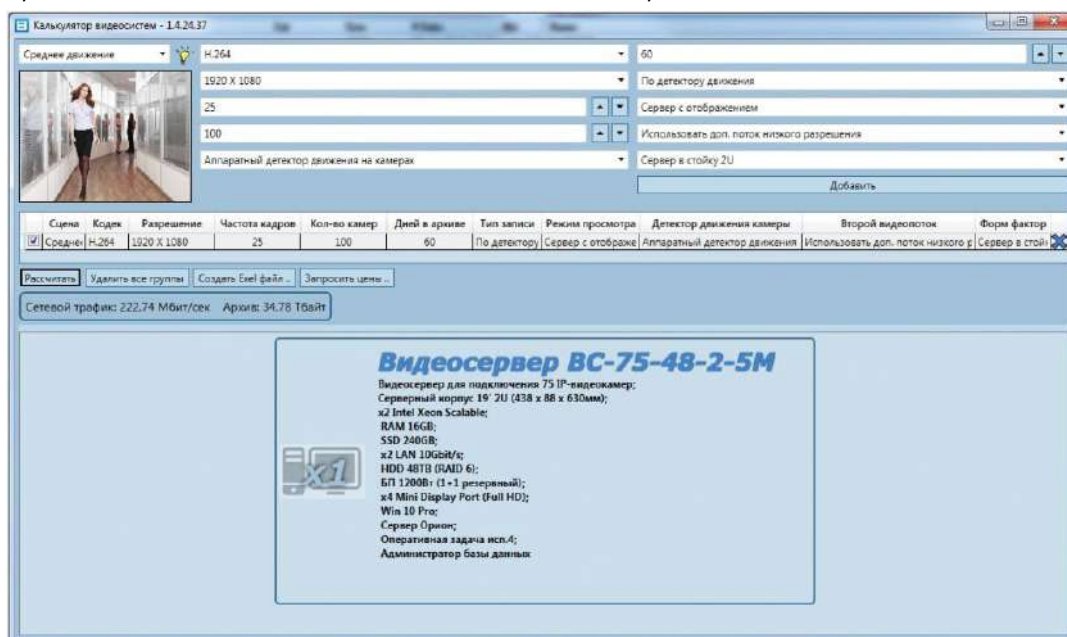 Калькулятор видеосистем - 1.4.24.37
Среднее движение
H.264
60
1920 X 1080
По детектору движения
25
Сервер с отображением
100
Использовать доп. поток низкого разрешения
Аппаратный детектор движения на камерах
Сервер в стойку 2U
Добавить
Сцена Кодек Разрешение Частота кадров Кол-во камер Дней в архиве Тип записи Режим просмотра Детектор движения камеры Второй видеопоток Форм фактор
Средне H.264 1920 X 1080 25 100 60 По детектору Сервер с отображе Аппаратный детектор движения Использовать доп. поток низкого р Сервер в стой
Рассчитать Удалить все группы Создать Exel файл .. Запросить цены ..
Сетевой трафик: 222,74 Мбит/сек Архив: 34,78 Тбайт
Видеосервер ВС-75-48-2-5М
Видеосервер для подключения 75 IP-видеокамер;
Серверный корпус 19' 2U (438 x 88 x 630мм);
x2 Intel Xeon Scalable;
RAM 16GB;
SSD 240GB;
x2 LAN 10Gbit/s;
HDD 48TB (RAID 6);
БП 1200Вт (1+1 резервный);
x4 Mini Display Port (Full HD);
Win 10 Pro;
Сервер Орион;
Оперативная задача исп.4;
Администратор базы данных
x1